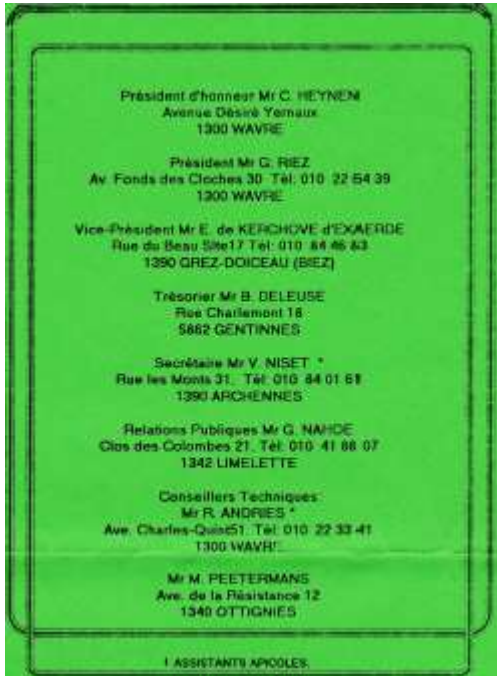 Président d'honneur Mr C. HEYNEN
Avenue Désiré Yernaux
1300 WAVRE
Président Mr G. RIEZ
Av. Fonds des Cloches 30 Tél: 010 22 54 39
1300 WAVRE
Vice-Président Mr E. de KERCHOVE d'EXAERDE
Rue du Beau Site17 Tél: 010 84 46 63
1390 GREZ-DOICEAU (BIEZ)
Trésorier Mr B. DELEUSE
Rue Charlemont 16
5862 GENTINNES
Secrétaire Mr V. NISET *
Rue les Monts 31. Tél: 010 84 01 61
1390 ARCHENNES
Relations Publiques Mr G. NAHOE
Clos des Colombes 21. Tél: 010 41 88 07
1342 LIMELETTE
Conseillers Techniques
Mr R. ANDRIES *
Ave. Charles-Quint51. Tél: 010 22 33 41
1300 WAVRE
Mr M. PEETERMANS
Ave. de la Résistance 12
1340 OTTIGNIES
ASSISTANTS APICOLES.